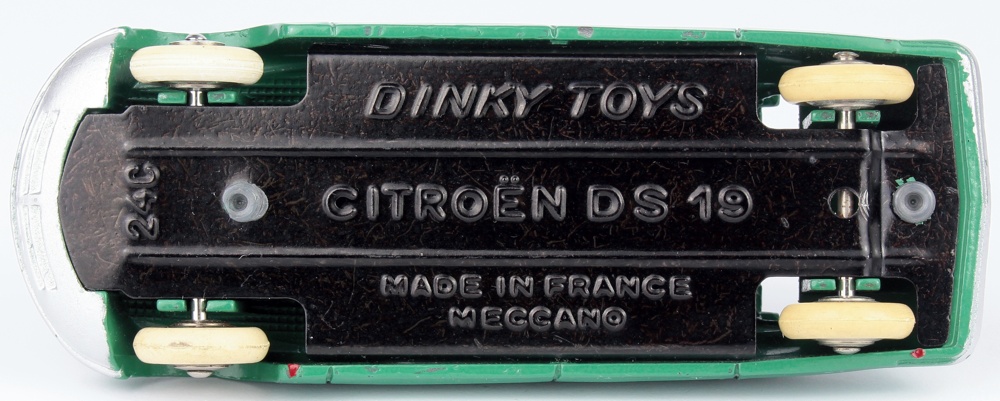 DINKY TOYS
24C
CITROËN DS 19
MADE IN FRANCE
MECCANO